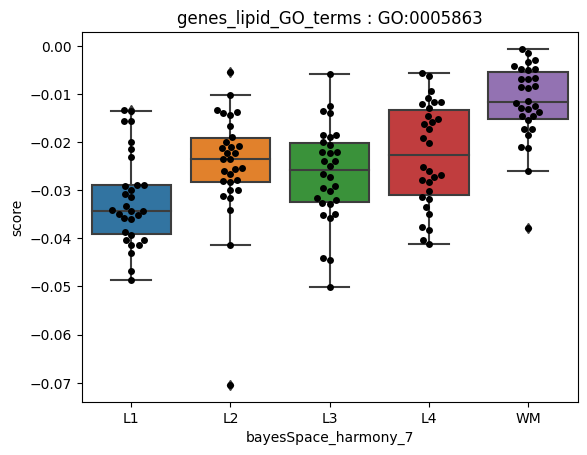 genes_lipid_GO_terms : GO:0005863
0.00
−0.01
−0.02
−0.03
−0.04
−0.05
−0.06
−0.07
score
L1 L2 L3 L4 WM
bayesSpace_harmony_7